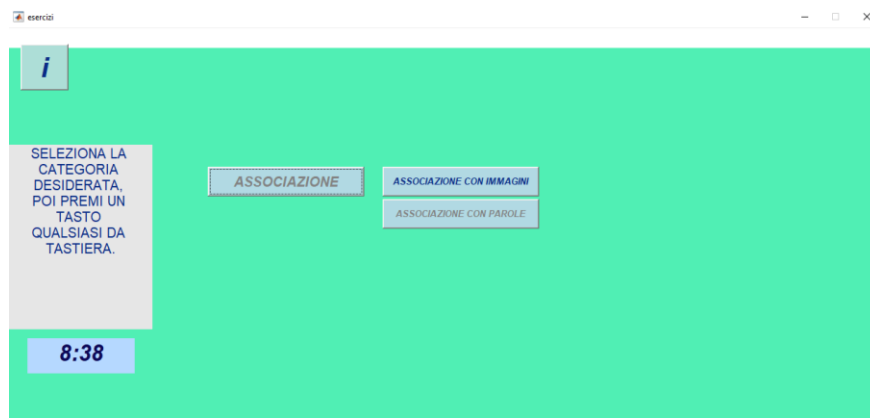 esercizi
i
SELEZIONA LA
CATEGORIA
DESIDERATA,
POI PREMI UN
TASTO
QUALSIASI DA
TASTIERA.
ASSOCIAZIONE
ASSOCIAZIONE CON IMMAGINI
ASSOCIAZIONE CON PAROLE
8:38